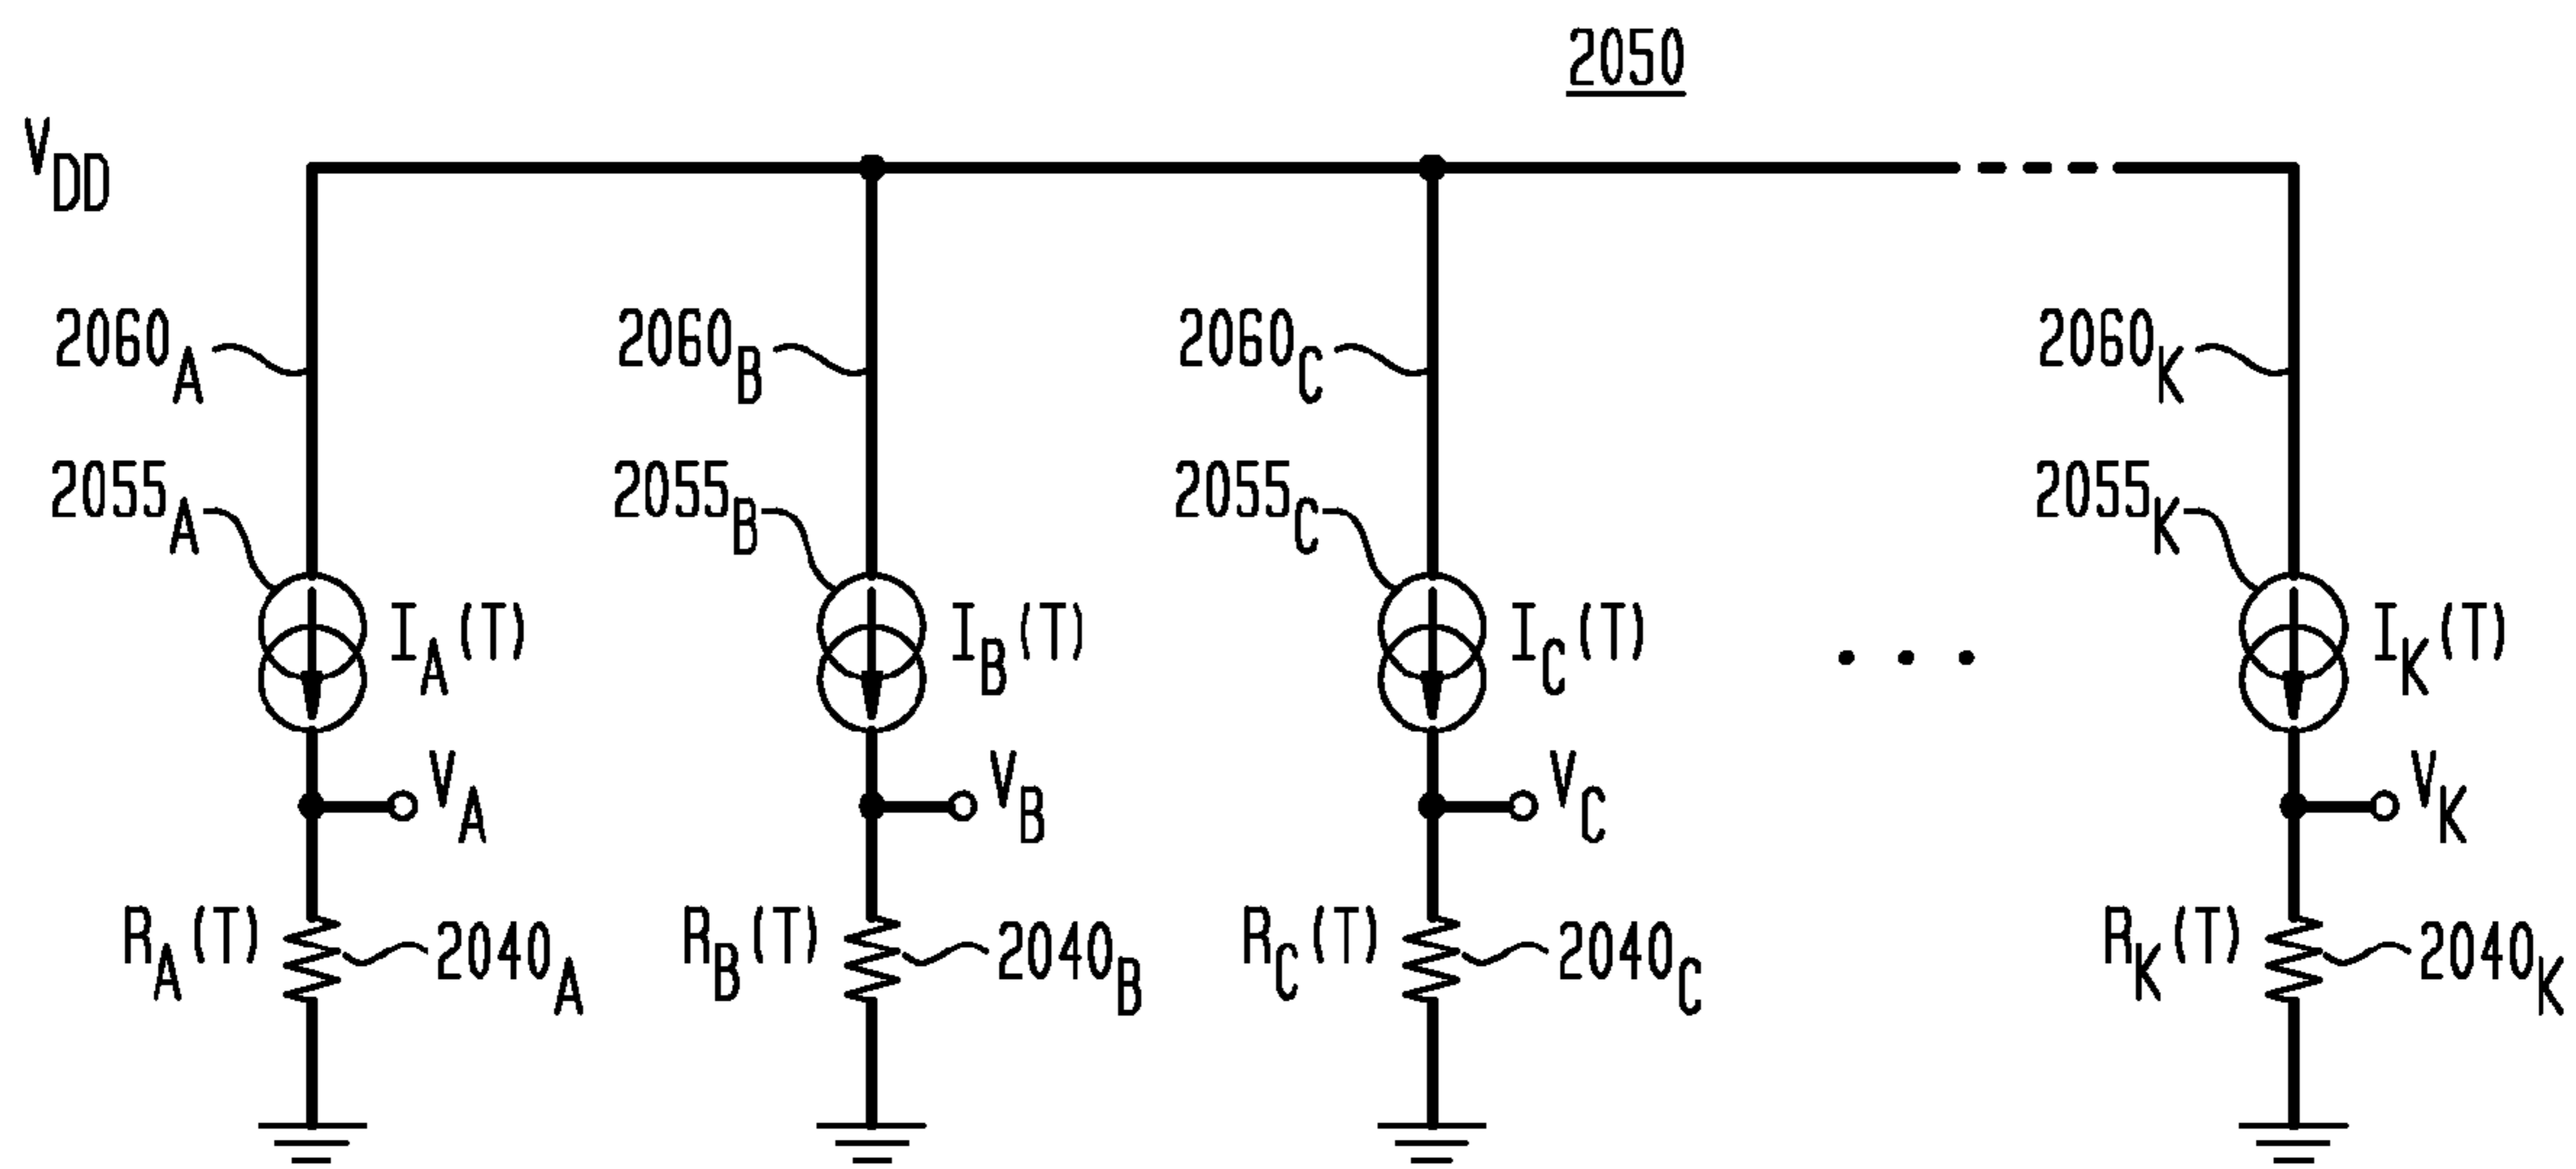 2050
VDD
2060A 2060B 2060C 2060K
2055A 2055B 2055C 2055K
IA(T) IB(T) IC(T) • • • IK(T)
VA VB VC VK
RA(T) 2040A RB(T) 2040B RC(T) 2040C RK(T) 2040K